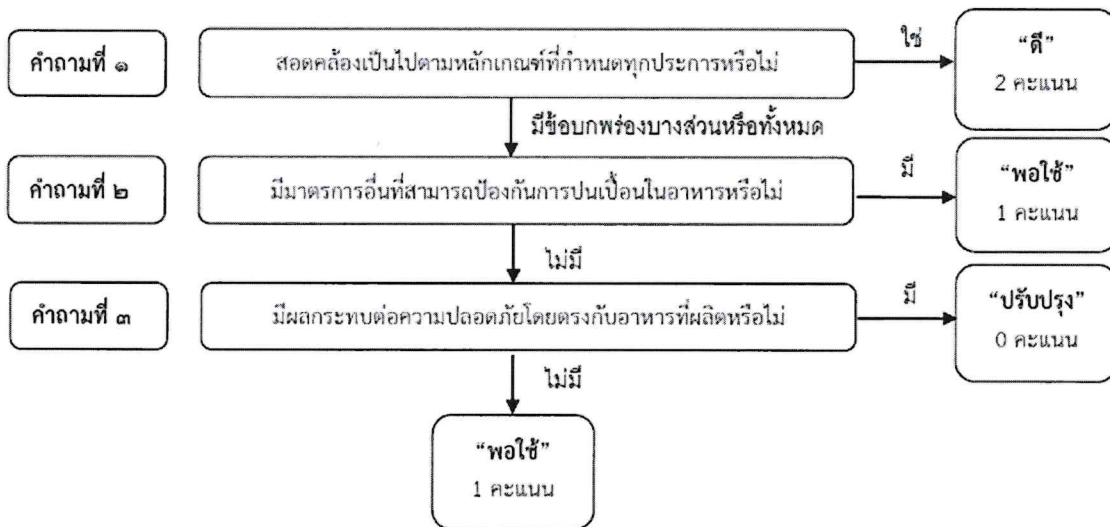 คำถามที่ ๑
สอดคล้องเป็นไปตามหลักเกณฑ์ที่กำหนดทุกประการหรือไม่
ใช่
“ดี”
2 คะแนน
มีข้อบกพร่องบางส่วนหรือทั้งหมด
คำถามที่ ๒
มีมาตรการอื่นที่สามารถป้องกันการปนเปื้อนในอาหารหรือไม่
มี
“พอใช้”
1 คะแนน
ไม่มี
คำถามที่ ๓
มีผลกระทบต่อความปลอดภัยโดยตรงกับอาหารที่ผลิตหรือไม่
มี
“ปรับปรุง”
0 คะแนน
ไม่มี
“พอใช้”
1 คะแนน